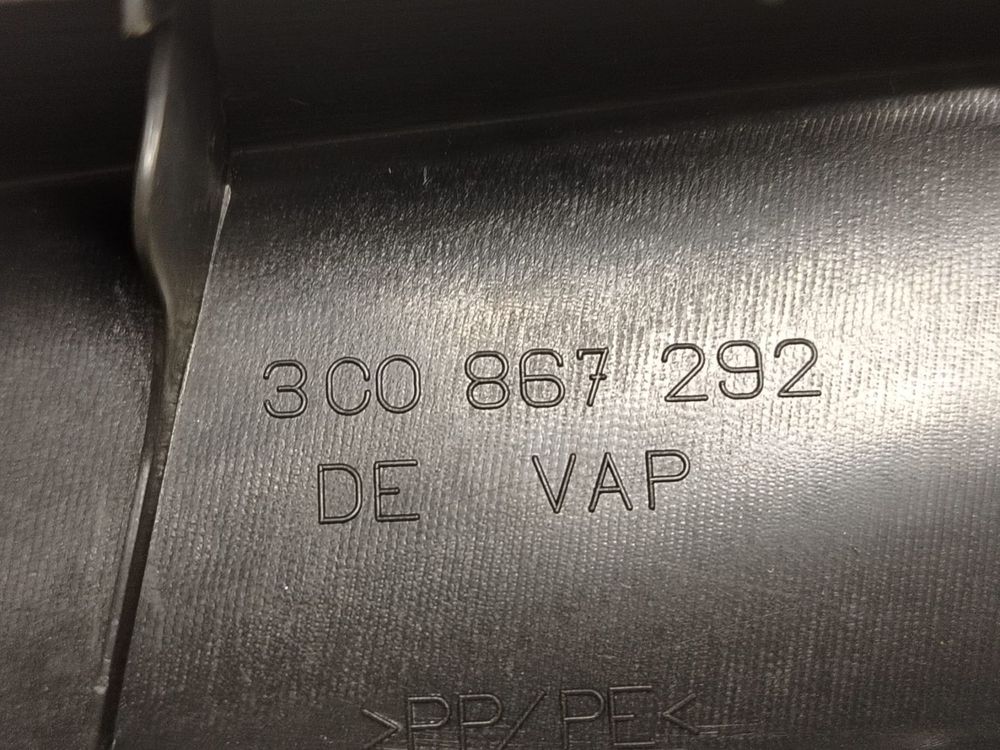 3C0 867 292
DE VAP
>PP/PE<